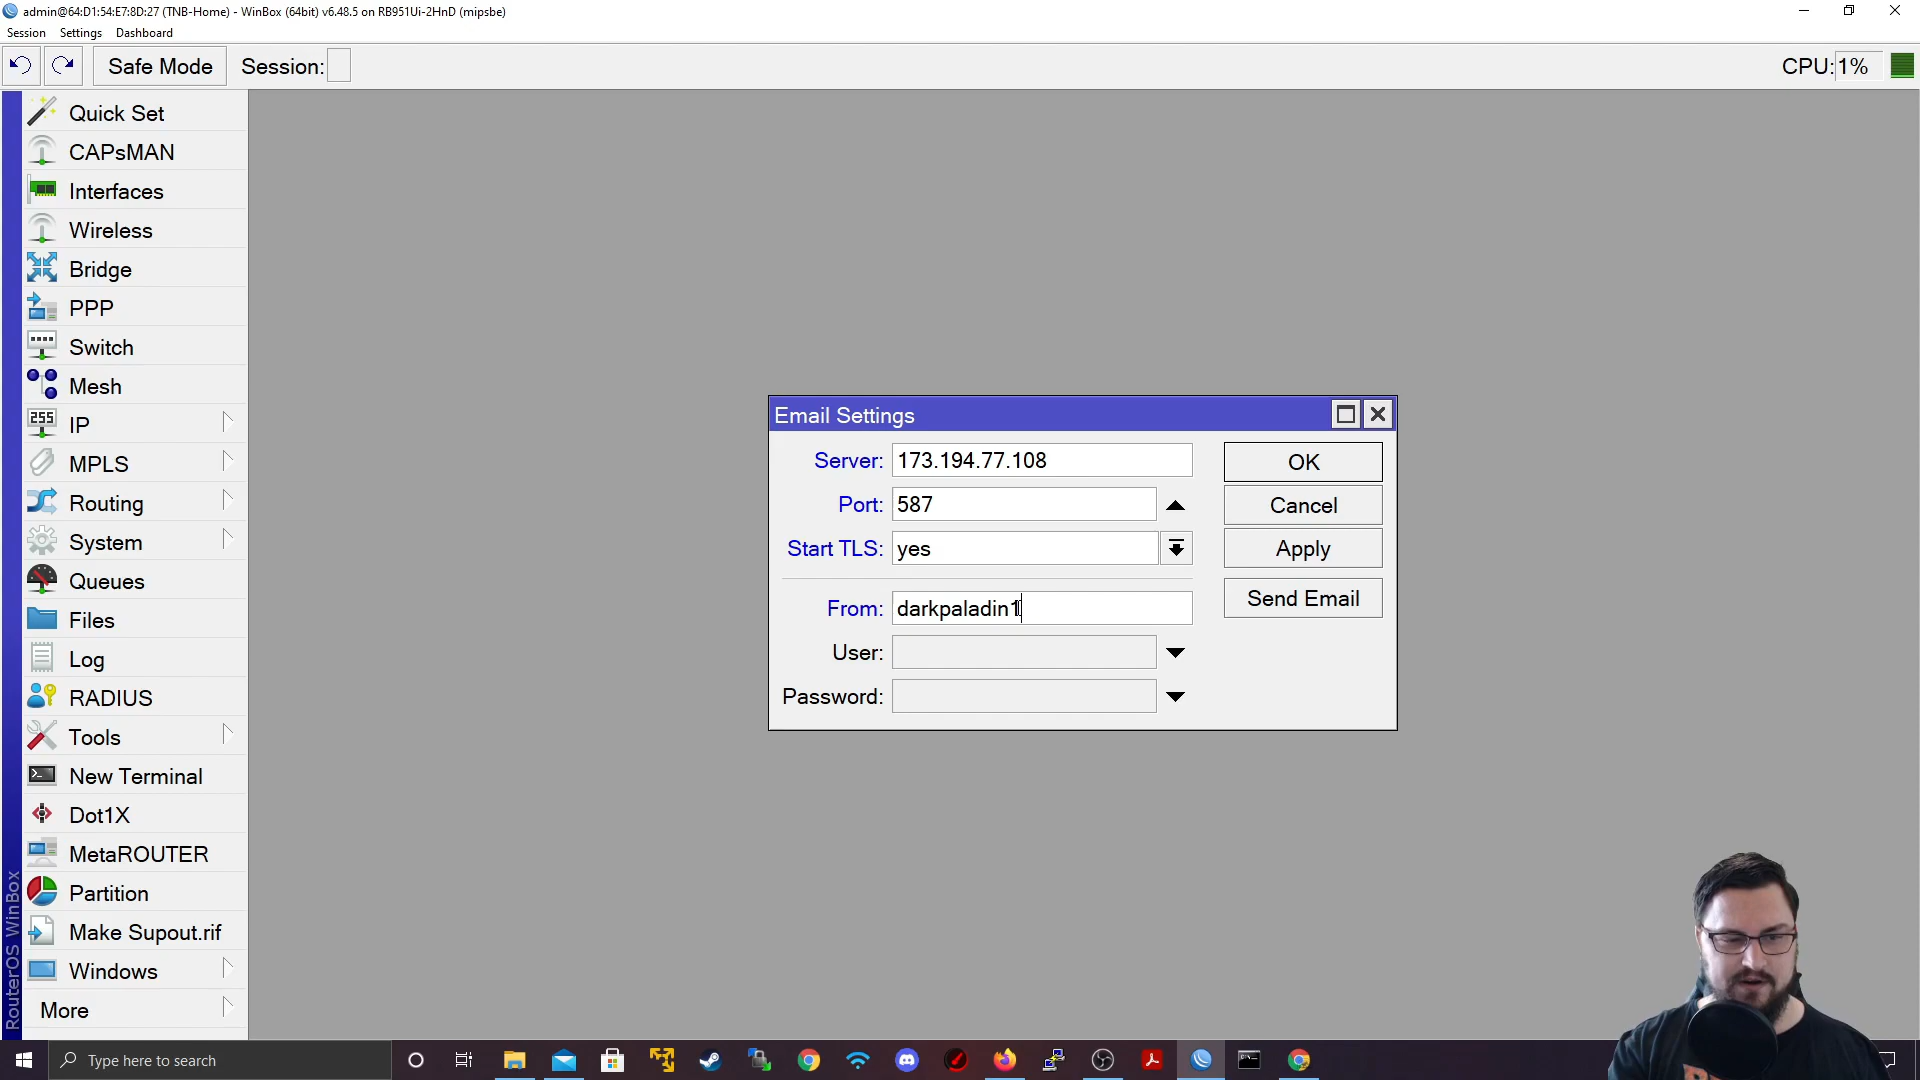 admin@64:D1:54:E7:8D:27 (TNB-Home) - WinBox (64bit) v6.48.5 on RB951Ui-2HnD (mipsbe)
Session Settings Dashboard
Safe Mode Session: CPU: 1%
Quick Set
CAPsMAN
Interfaces
Wireless
Bridge
PPP
Switch
Mesh
255 IP
MPLS
Routing
System
Queues
Files
Log
RADIUS
Tools
New Terminal
Dot1X
MetaROUTER
Partition
Make Supout.rif
Windows
More
RouterOS WinBox
Email Settings
Server: 173.194.77.108
Port: 587
Start TLS: yes
From: darkpaladin1
User:
Password:
OK
Cancel
Apply
Send Email
Type here to search